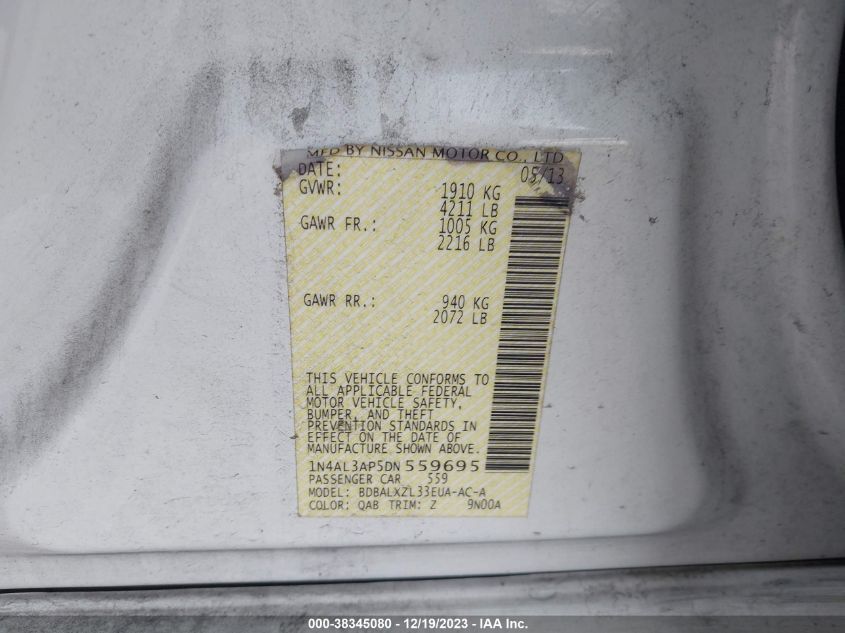 MFD BY NISSAN MOTOR CO., LTD
DATE: 05/13
GVWR: 1910 KG
4211 LB
GAWR FR.: 1005 KG
2216 LB
GAWR RR.: 940 KG
2072 LB
THIS VEHICLE CONFORMS TO
ALL APPLICABLE FEDERAL
MOTOR VEHICLE SAFETY,
BUMPER, AND THEFT
PREVENTION STANDARDS IN
EFFECT ON THE DATE OF
MANUFACTURE SHOWN ABOVE.
1N4AL3AP5DN 559695
PASSENGER CAR 559
MODEL: BDBALXZL33EUA-AC-A
COLOR: QAB TRIM: Z 9N00A
000-38345080 - 12/19/2023 - IAA Inc.